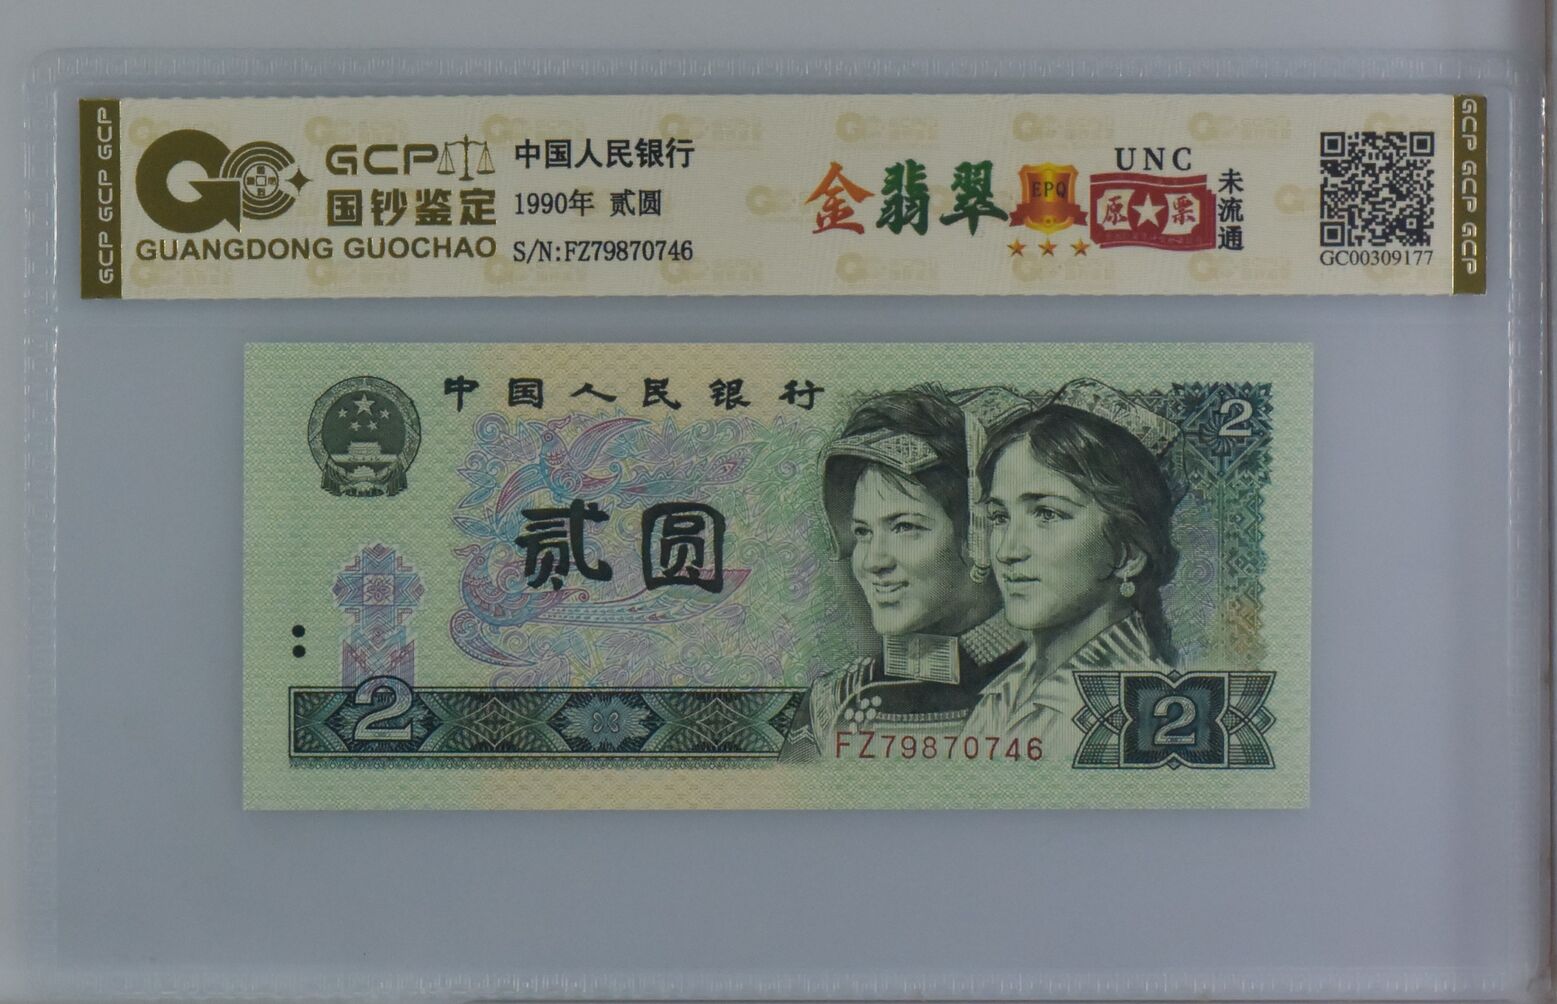 GCP GCP GCP
GCP
国钞鉴定
GUANGDONG GUOCHAO
中国人民银行
1990年 贰圆
S/N:FZ79870746
金翡翠
EPQ
UNC
原票
未流通
GC00309177
GCP GCP GCP
中国人民银行
2
贰圆
2
FZ79870746
2